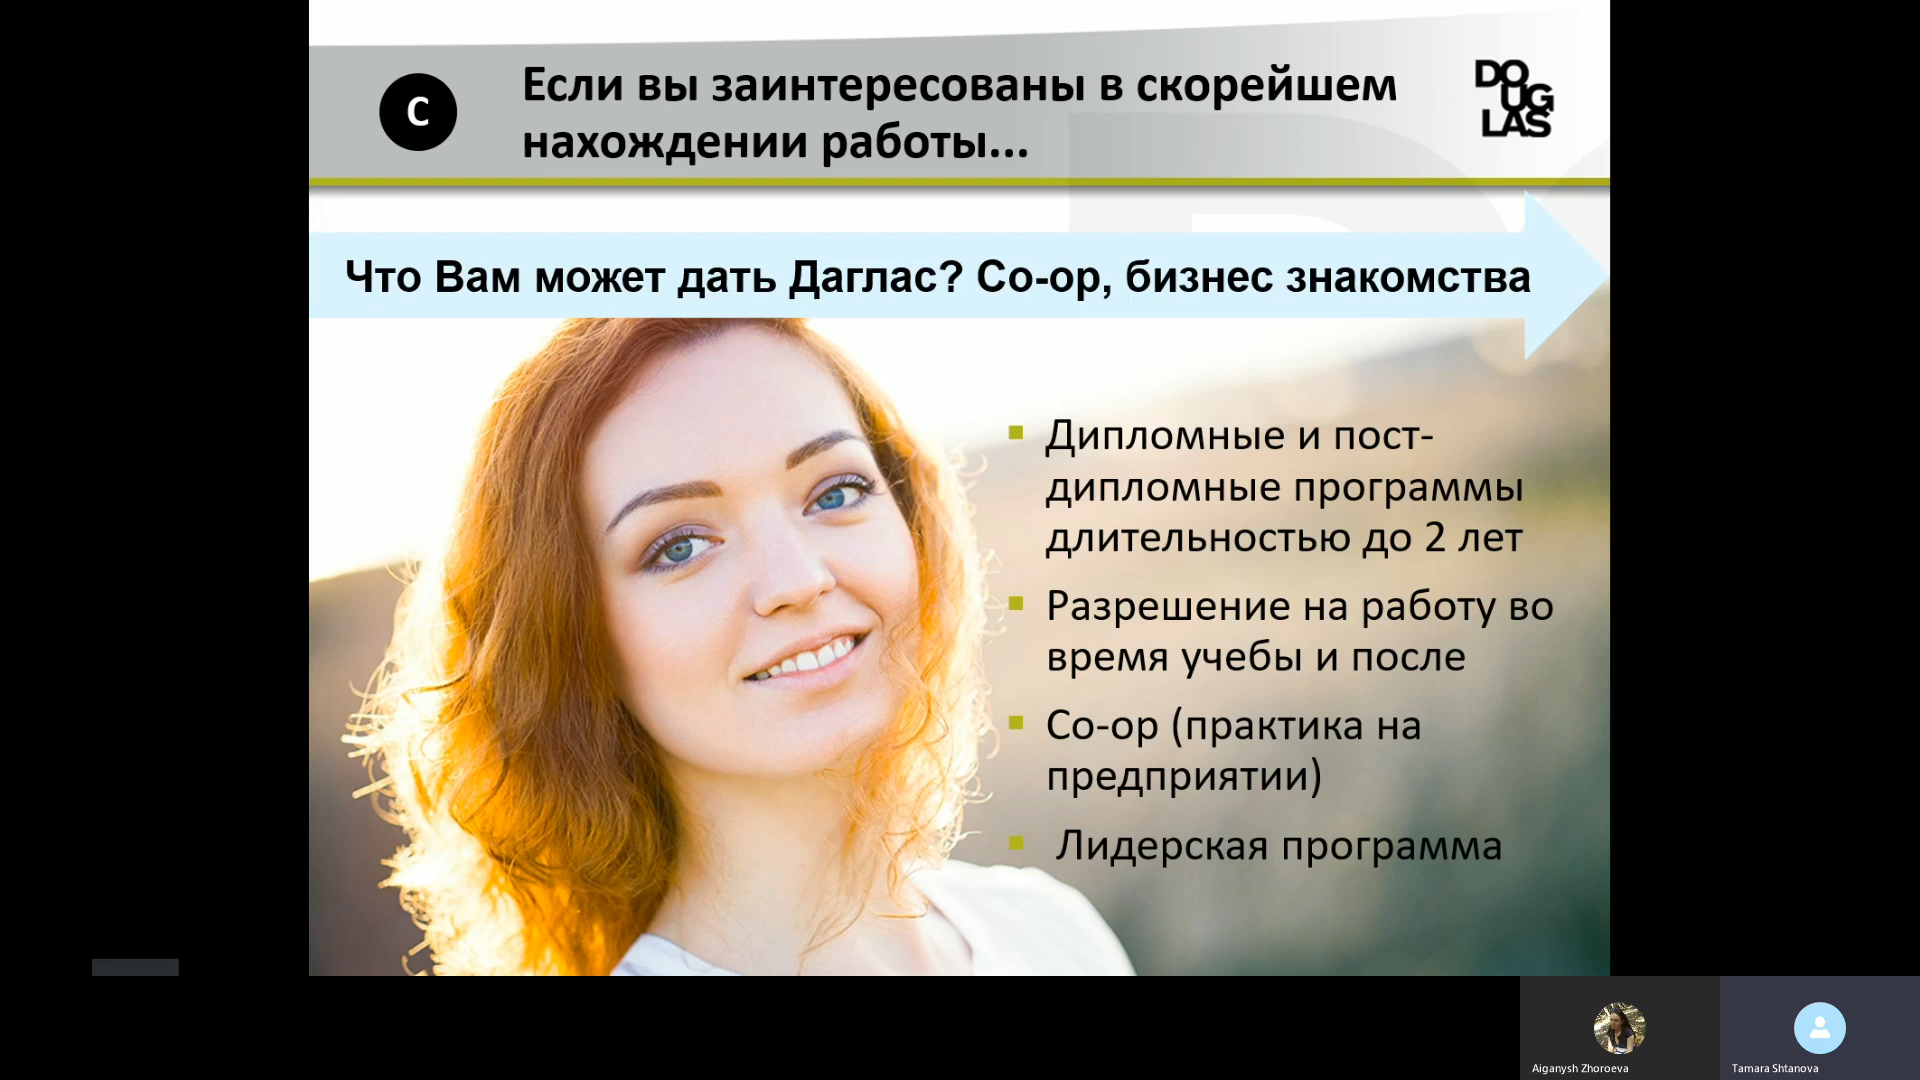 C
Если вы заинтересованы в скорейшем
нахождении работы...
DO
UG
LAS
Что Вам может дать Даглас? Co-op, бизнес знакомства
Дипломные и пост-
дипломные программы
длительностью до 2 лет
Разрешение на работу во
время учебы и после
Co-op (практика на
предприятии)
Лидерская программа
Aiganysh Zhoroeva
Tamara Shtanova